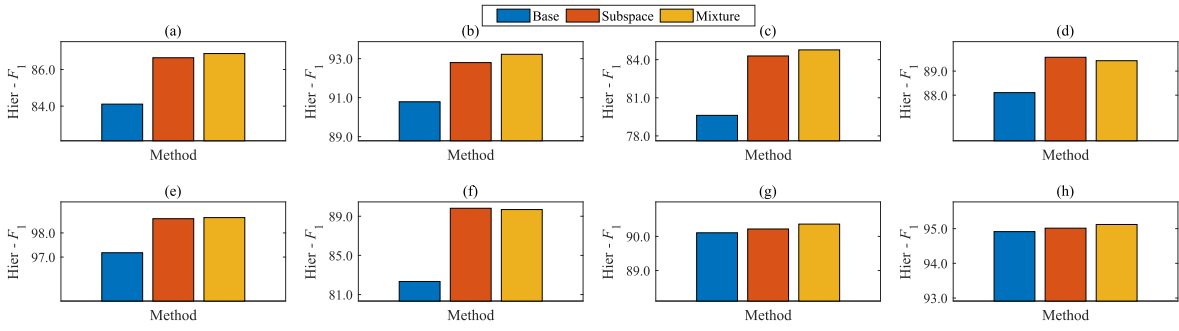 Base Subspace Mixture
(a) (b) (c) (d)
Hier - F1
86.0
84.0
Method
Hier - F1
93.0
91.0
89.0
Method
Hier - F1
84.0
81.0
78.0
Method
Hier - F1
89.0
88.0
Method
(e) (f) (g) (h)
Hier - F1
98.0
97.0
Method
Hier - F1
89.0
85.0
81.0
Method
Hier - F1
90.0
89.0
Method
Hier - F1
95.0
94.0
93.0
Method